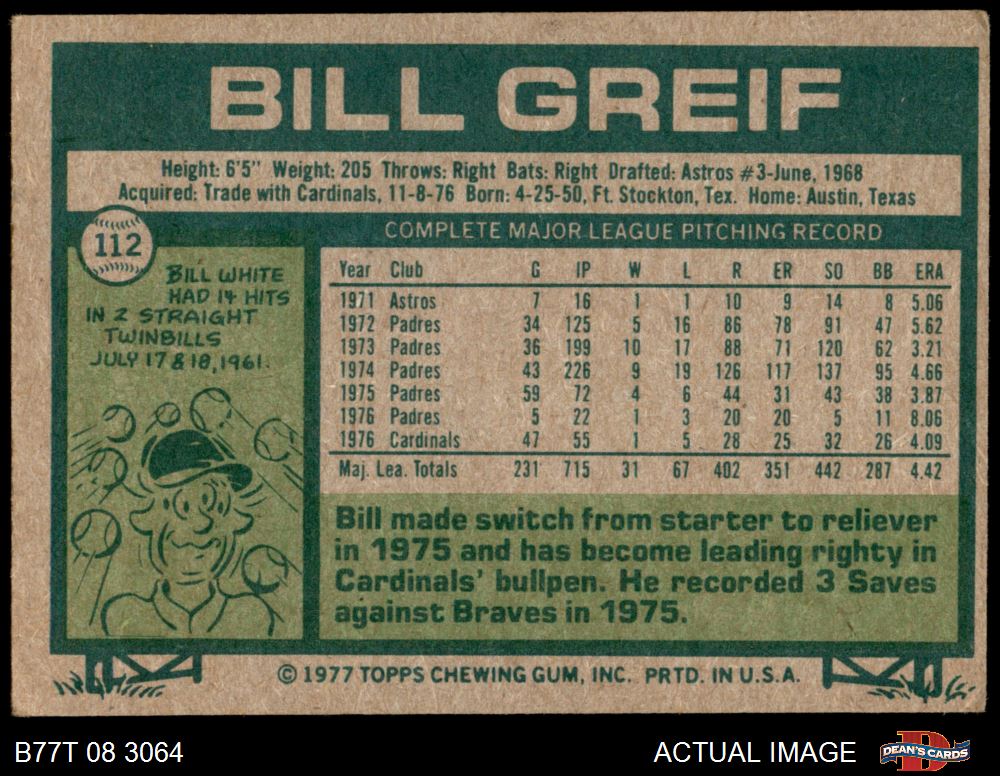 BILL GREIF
Height: 6'5" Weight: 205 Throws: Right Bats: Right Drafted: Astros #3-June, 1968
Acquired: Trade with Cardinals, 11-8-76 Born: 4-25-50, Ft. Stockton, Tex. Home: Austin, Texas
112
BILL WHITE
HAD 14 HITS
IN 2 STRAIGHT
TWINBILLS
JULY 17 & 18, 1961.
COMPLETE MAJOR LEAGUE PITCHING RECORD
Year Club G IP W L R ER SO BB ERA
1971 Astros 7 16 1 1 10 9 14 8 5.06
1972 Padres 34 125 5 16 86 78 91 47 5.62
1973 Padres 36 199 10 17 88 71 120 62 3.21
1974 Padres 43 226 9 19 126 117 137 95 4.66
1975 Padres 59 72 4 6 44 31 43 38 3.87
1976 Padres 5 22 1 3 20 20 5 11 8.06
1976 Cardinals 47 55 1 5 28 25 32 26 4.09
Maj. Lea. Totals 231 715 31 67 402 351 442 287 4.42
Bill made switch from starter to reliever
in 1975 and has become leading righty in
Cardinals' bullpen. He recorded 3 Saves
against Braves in 1975.
© 1977 TOPPS CHEWING GUM, INC. PRTD. IN U.S.A.
B77T 08 3064
ACTUAL IMAGE
D
DEAN'S CARDS